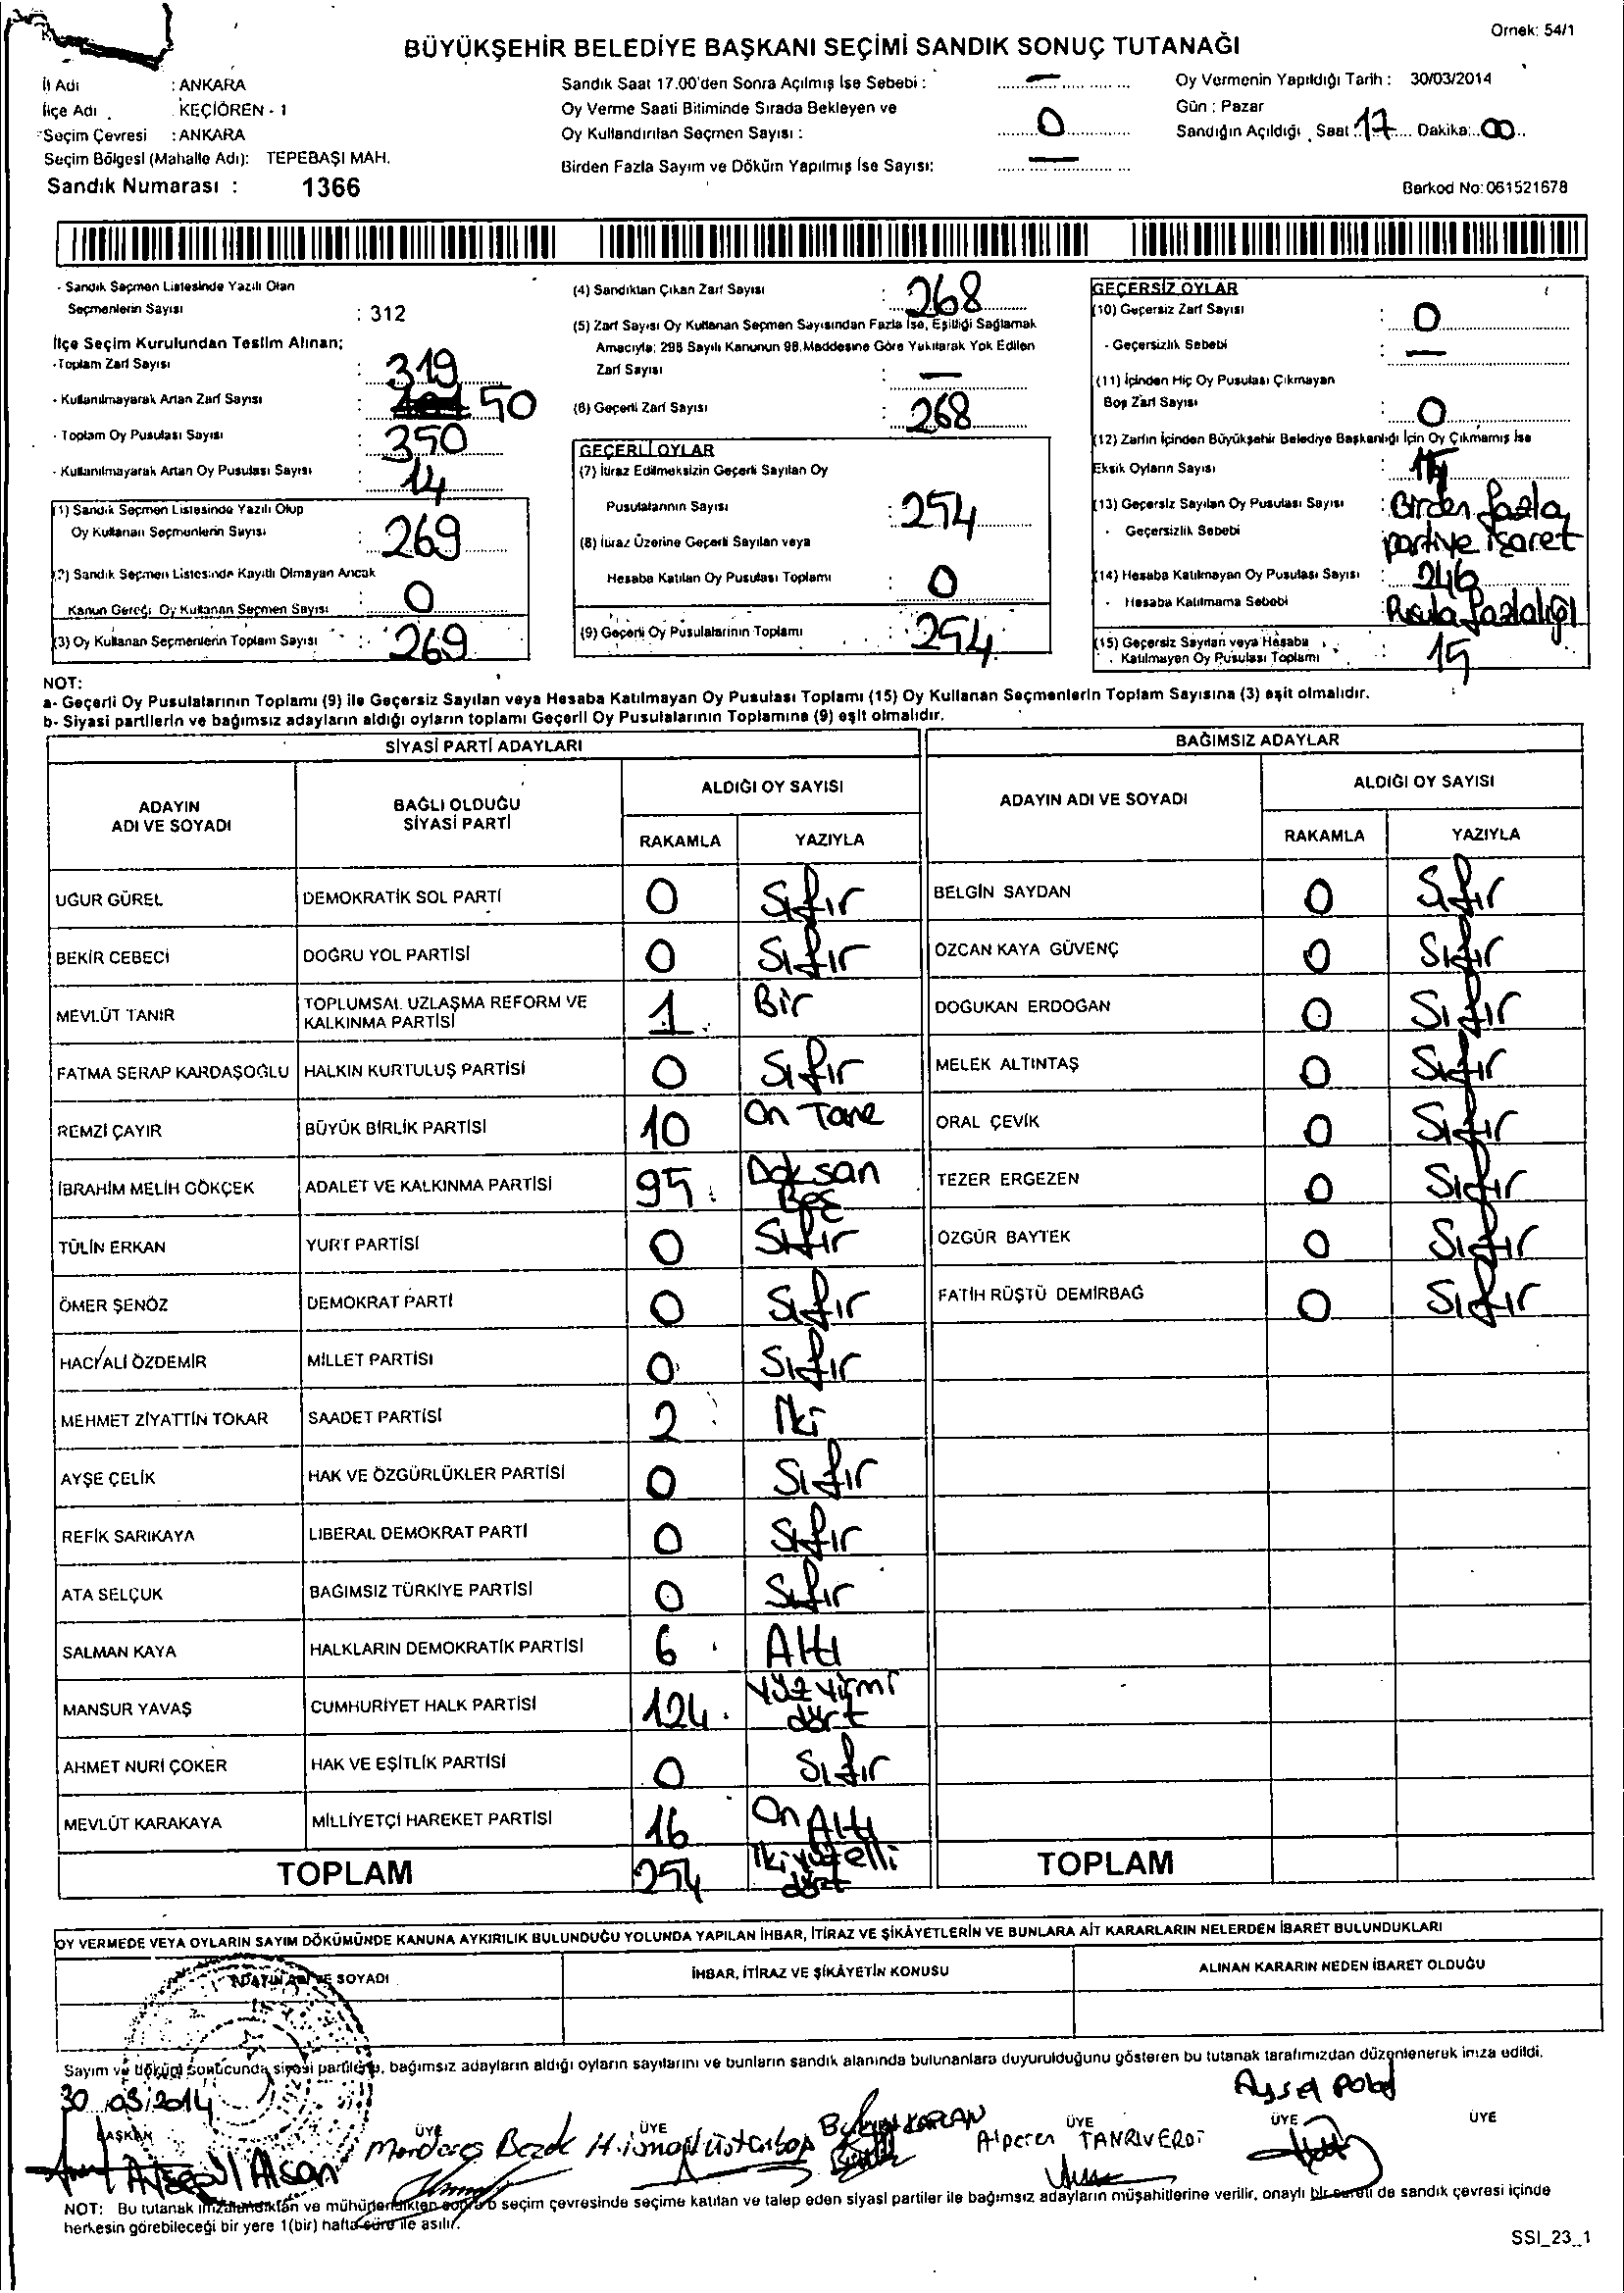 Örnek: 54/1
BÜYÜKŞEHİR BELEDİYE BAŞKANI SEÇİMİ SANDIK SONUÇ TUTANAĞI
İl Adı : ANKARA
İlçe Adı : KEÇİÖREN - 1
Seçim Çevresi : ANKARA
Seçim Bölgesi (Mahalle Adı): TEPEBAŞI MAH.
Sandık Numarası : 1366
Sandık Saat 17.00'den Sonra Açılmış İse Sebebi : —
Oy Verme Saati Bitiminde Sırada Bekleyen ve
Oy Kullandırılan Seçmen Sayısı : 0
Birden Fazla Sayım ve Döküm Yapılmış İse Sayısı: —
Oy Vermenin Yapıldığı Tarih : 30/03/2014
Gün : Pazar
Sandığın Açıldığı Saat : 17 Dakika: 00
Barkod No: 061521678
- Sandık Seçmen Listesinde Yazılı Olan
Seçmenlerin Sayısı : 312
İlçe Seçim Kurulundan Teslim Alınan;
- Toplam Zarf Sayısı : 319
- Kullanılmayarak Artan Zarf Sayısı : 50
- Toplam Oy Pusulası Sayısı : 350
- Kullanılmayarak Artan Oy Pusulası Sayısı : 14
(1) Sandık Seçmen Listesinde Yazılı Olup
Oy Kullanan Seçmenlerin Sayısı : 269
(2) Sandık Seçmen Listesinde Kayıtlı Olmayan Ancak
Kanun Gereği Oy Kullanan Seçmen Sayısı : 0
(3) Oy Kullanan Seçmenlerin Toplam Sayısı : 269
(4) Sandıktan Çıkan Zarf Sayısı : 268
(5) Zarf Sayısı Oy Kullanan Seçmen Sayısından Fazla İse, Eşitliği Sağlamak
Amacıyla; 298 Sayılı Kanunun 98.Maddesine Göre Yakılarak Yok Edilen
Zarf Sayısı : —
(6) Geçerli Zarf Sayısı : 268
GEÇERLİ OYLAR
(7) İtiraz Edilmeksizin Geçerli Sayılan Oy
Pusulalarının Sayısı : 254
(8) İtiraz Üzerine Geçerli Sayılan veya
Hesaba Katılan Oy Pusulası Toplamı : 0
(9) Geçerli Oy Pusulalarının Toplamı : 254
GEÇERSİZ OYLAR
(10) Geçersiz Zarf Sayısı : 0
- Geçersizlik Sebebi : —
(11) İçinden Hiç Oy Pusulası Çıkmayan
Boş Zarf Sayısı : 0
(12) Zarfın İçinden Büyükşehir Belediye Başkanlığı İçin Oy Çıkmamış İse
Eksik Oyların Sayısı :
(13) Geçersiz Sayılan Oy Pusulası Sayısı : Birden fazla
- Geçersizlik Sebebi partiye işaret
(14) Hesaba Katılmayan Oy Pusulası Sayısı :
- Hesaba Katılmama Sebebi : Pusula fazlalığı
(15) Geçersiz Sayılan veya Hesaba
Katılmayan Oy Pusulası Toplamı : 15
NOT:
a- Geçerli Oy Pusulalarının Toplamı (9) ile Geçersiz Sayılan veya Hesaba Katılmayan Oy Pusulası Toplamı (15) Oy Kullanan Seçmenlerin Toplam Sayısına (3) eşit olmalıdır.
b- Siyasi partilerin ve bağımsız adayların aldığı oyların toplamı Geçerli Oy Pusulalarının Toplamına (9) eşit olmalıdır.
SİYASİ PARTİ ADAYLARI
ADAYIN ADI VE SOYADI BAĞLI OLDUĞU SİYASİ PARTİ ALDIĞI OY SAYISI
RAKAMLA YAZIYLA
UĞUR GÜREL DEMOKRATİK SOL PARTİ 0 Sıfır
BEKİR CEBECİ DOĞRU YOL PARTİSİ 0 Sıfır
MEVLÜT TANIR TOPLUMSAL UZLAŞMA REFORM VE KALKINMA PARTİSİ 1 Bir
FATMA SERAP KARDAŞOĞLU HALKIN KURTULUŞ PARTİSİ 0 Sıfır
REMZİ ÇAYIR BÜYÜK BİRLİK PARTİSİ 10 On Tane
İBRAHİM MELİH GÖKÇEK ADALET VE KALKINMA PARTİSİ 95 Doksan Beş
TÜLİN ERKAN YURT PARTİSİ 0 Sıfır
ÖMER ŞENÖZ DEMOKRAT PARTİ 0 Sıfır
HACI ALİ ÖZDEMİR MİLLET PARTİSİ 0 Sıfır
MEHMET ZİYATTİN TOKAR SAADET PARTİSİ 2 İki
AYŞE ÇELİK HAK VE ÖZGÜRLÜKLER PARTİSİ 0 Sıfır
REFİK SARIKAYA LİBERAL DEMOKRAT PARTİ 0 Sıfır
ATA SELÇUK BAĞIMSIZ TÜRKİYE PARTİSİ 0 Sıfır
SALMAN KAYA HALKLARIN DEMOKRATİK PARTİSİ 6 Altı
MANSUR YAVAŞ CUMHURİYET HALK PARTİSİ 124 Yüz yirmi dört
AHMET NURİ ÇOKER HAK VE EŞİTLİK PARTİSİ 0 Sıfır
MEVLÜT KARAKAYA MİLLİYETÇİ HAREKET PARTİSİ 16 On Altı
TOPLAM 254 İki yüz elli dört
BAĞIMSIZ ADAYLAR
ADAYIN ADI VE SOYADI ALDIĞI OY SAYISI
RAKAMLA YAZIYLA
BELGİN SAYDAN 0 Sıfır
ÖZCAN KAYA GÜVENÇ 0 Sıfır
DOĞUKAN ERDOĞAN 0 Sıfır
MELEK ALTINTAŞ 0 Sıfır
ORAL ÇEVİK 0 Sıfır
TEZER ERGEZEN 0 Sıfır
ÖZGÜR BAYTEK 0 Sıfır
FATİH RÜŞTÜ DEMİRBAĞ 0 Sıfır
TOPLAM
OY VERMEDE VEYA OYLARIN SAYIM DÖKÜMÜNDE KANUNA AYKIRILIK BULUNDUĞU YOLUNDA YAPILAN İHBAR, İTİRAZ VE ŞİKÂYETLERİN VE BUNLARA AİT KARARLARIN NELERDEN İBARET BULUNDUKLARI
ADAYIN ADI VE SOYADI İHBAR, İTİRAZ VE ŞİKÂYETİN KONUSU ALINAN KARARIN NEDEN İBARET OLDUĞU
Sayım ve dökümü sonucunda siyasi partilerin, bağımsız adayların aldığı oyların sayılarını ve bunların sandık alanında bulunanlara duyurulduğunu gösteren bu tutanak tarafımızdan düzenlenerek imza edildi.
30.03.2014
Aysel Polat
BAŞKAN ÜYE ÜYE ÜYE ÜYE ÜYE
Menderes KAPLAN Alperen TANRIVERDİ
NOT: Bu tutanak imzalandıktan ve mühürlendikten sonra o seçim çevresinde seçime katılan ve talep eden siyasi partiler ile bağımsız adayların müşahitlerine verilir, onaylı bir sureti de sandık çevresi içinde
herkesin görebileceği bir yere 1(bir) hafta süre ile asılır.
SSI_23_1